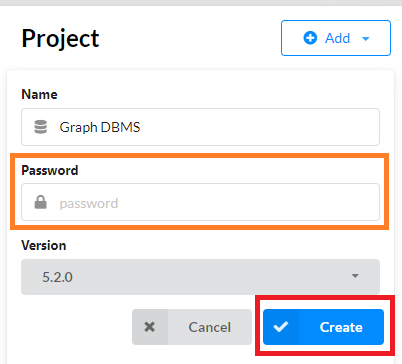 Project
Add
Name
Graph DBMS
Password
password
Version
5.2.0
Cancel
Create